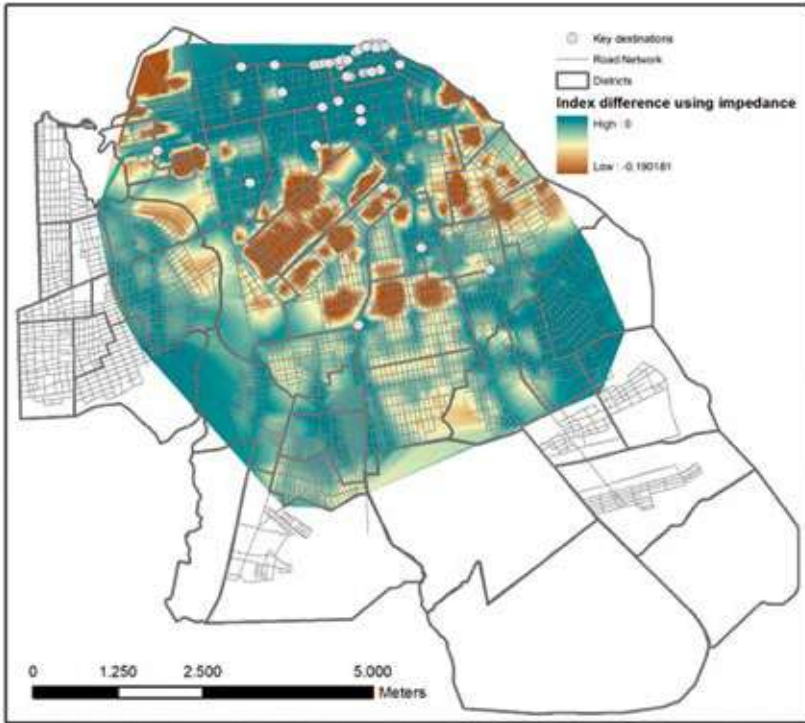 Key destinations
Road Network
Districts
Index difference using impedance
High : 0
Low : -0.190181
0 1.250 2.500 5.000
Meters